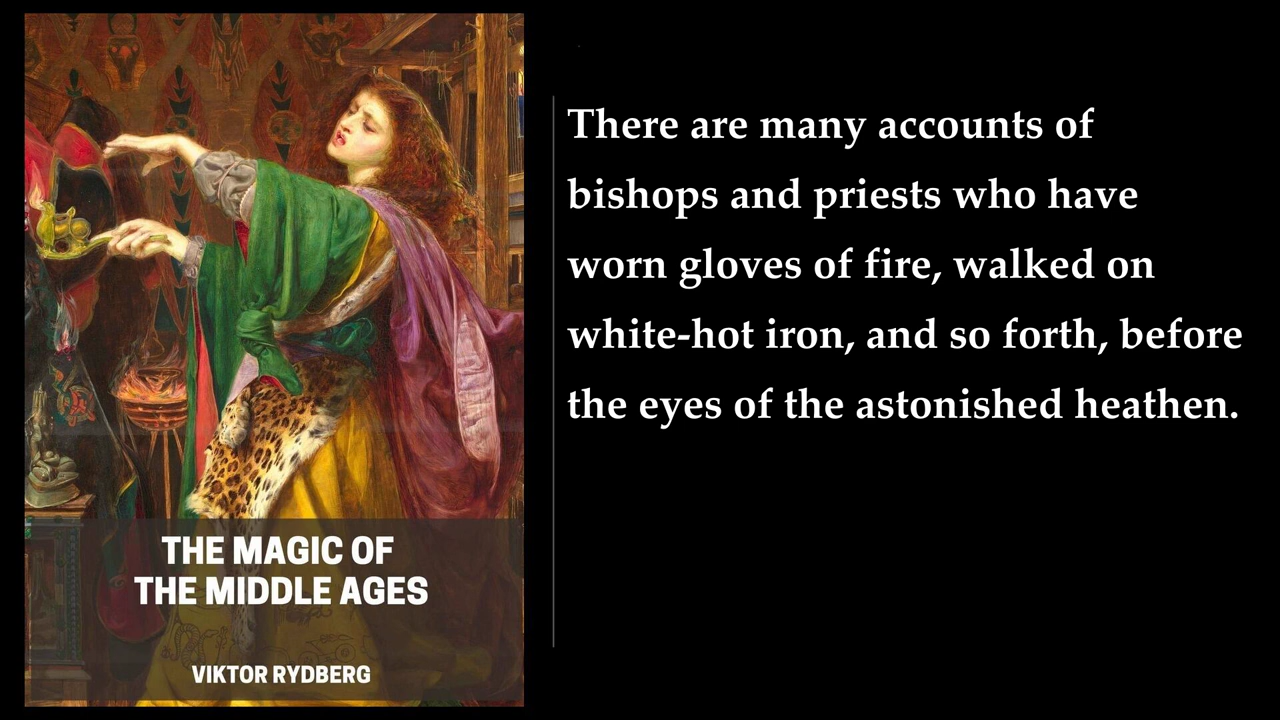 THE MAGIC OF
THE MIDDLE AGES
VIKTOR RYDBERG
There are many accounts of
bishops and priests who have
worn gloves of fire, walked on
white-hot iron, and so forth, before
the eyes of the astonished heathen.